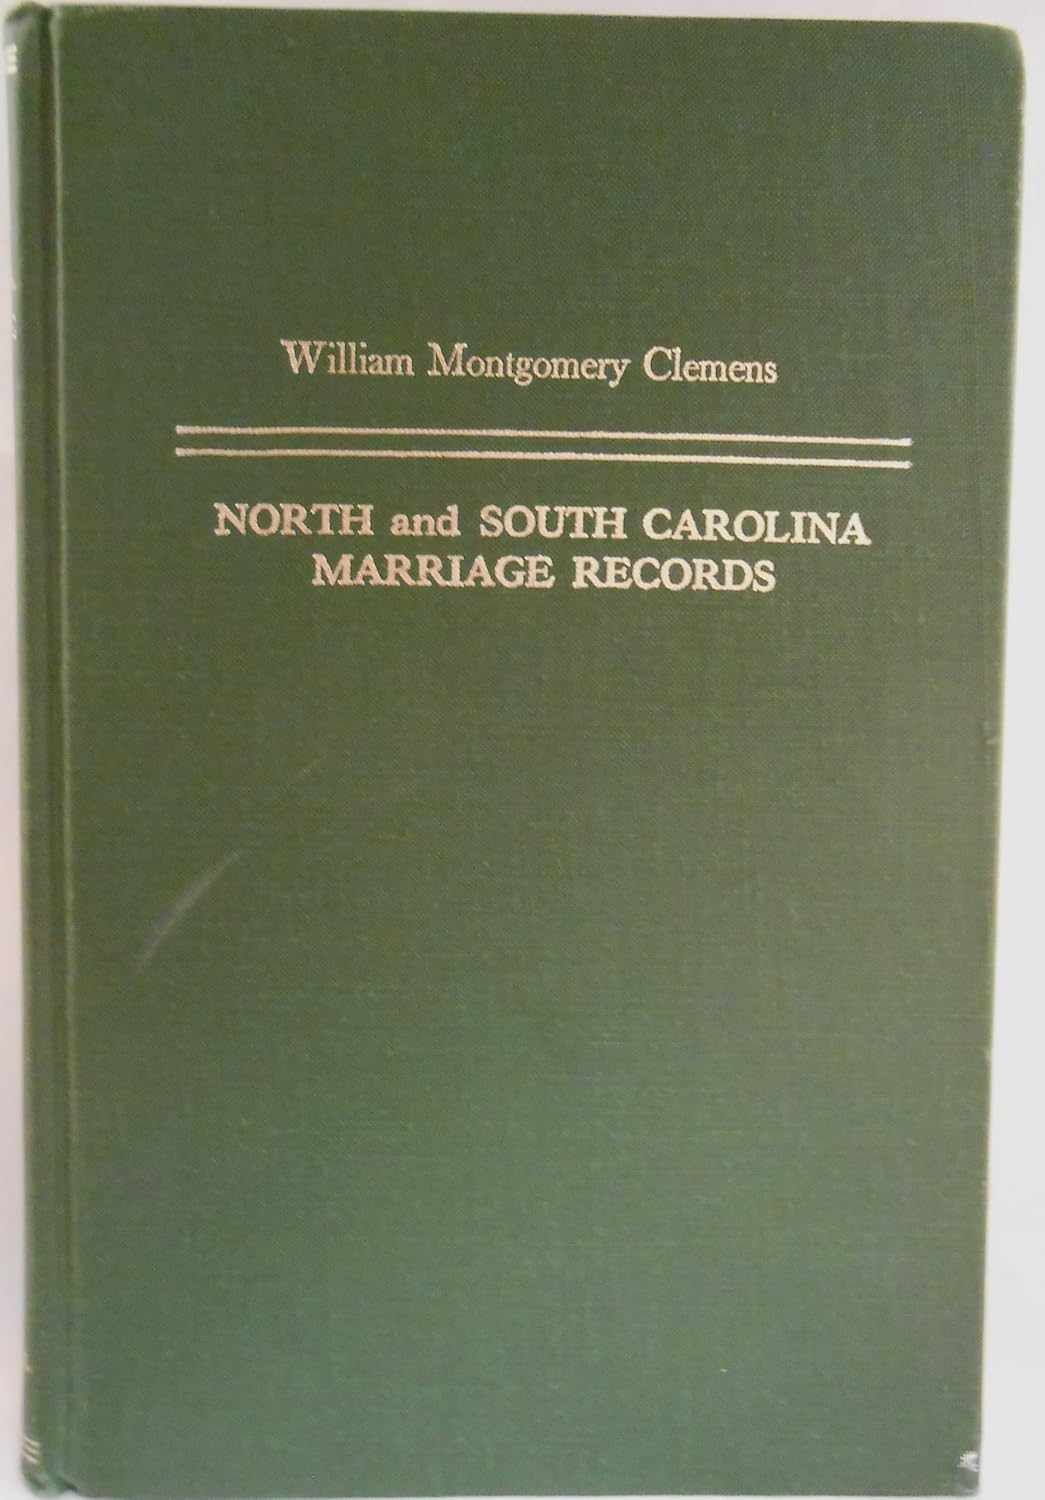 William Montgomery Clemens
NORTH and SOUTH CAROLINA
MARRIAGE RECORDS